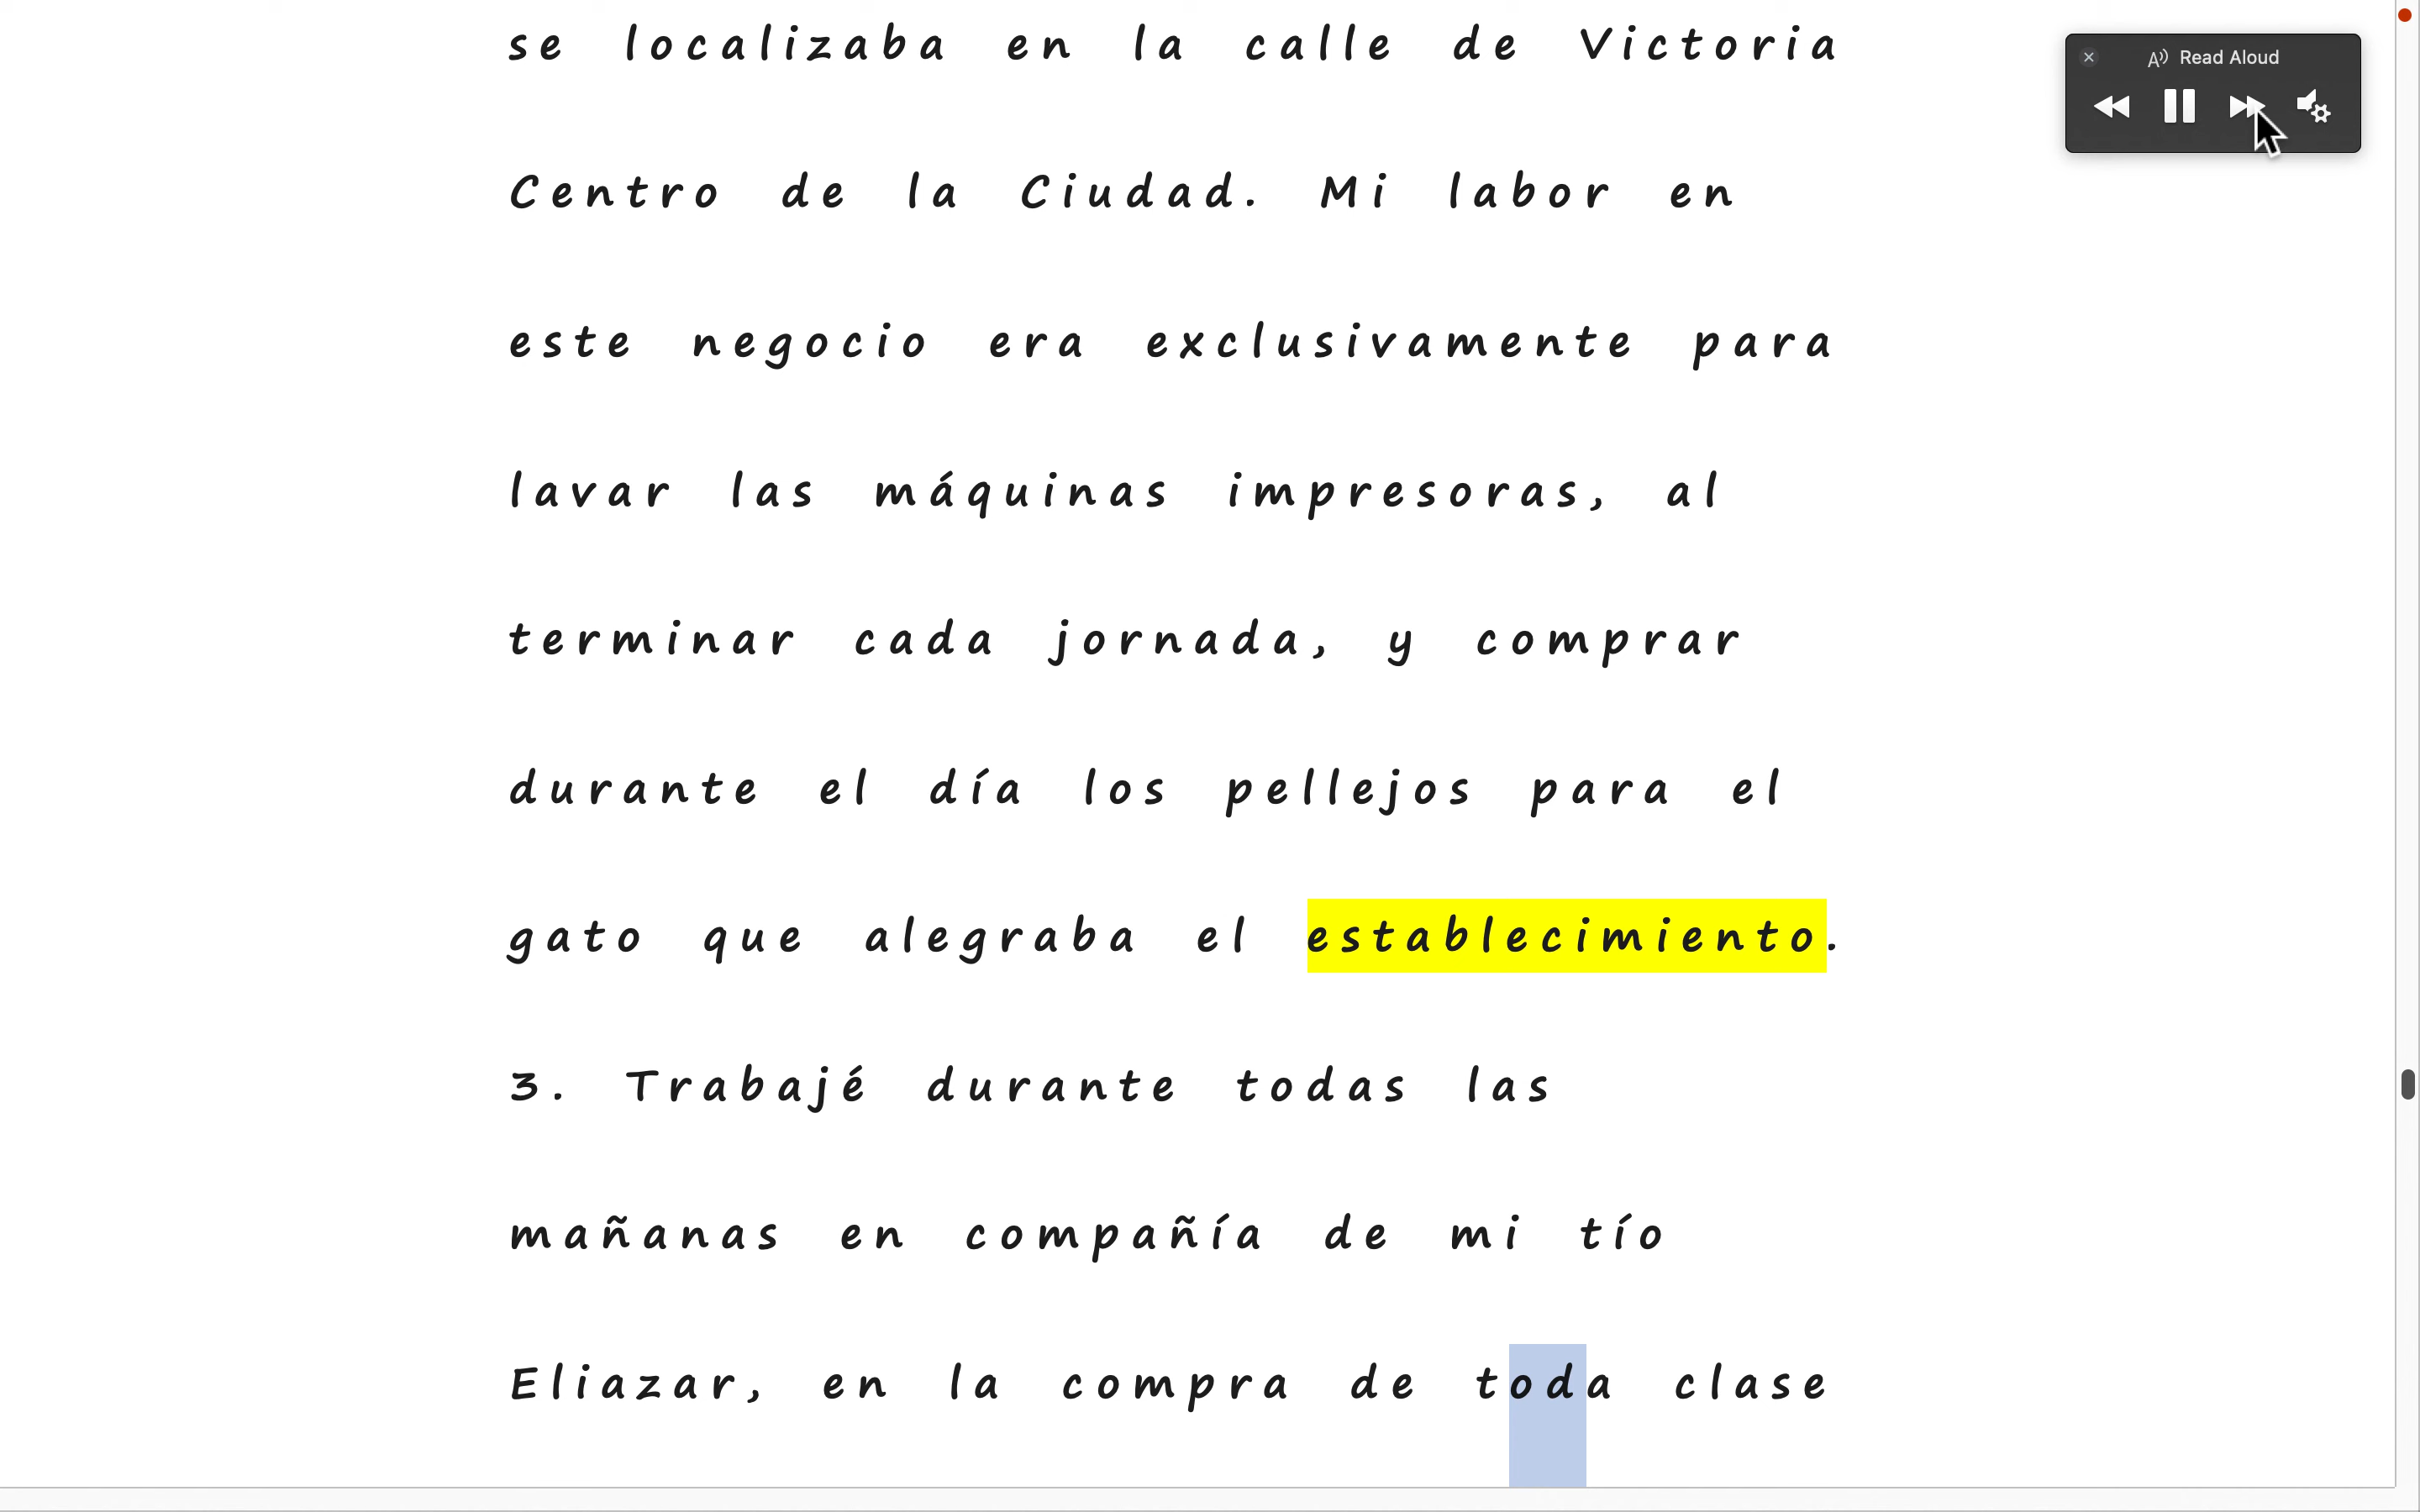 se localizaba en la calle de Victoria
Read Aloud
Centro de la Ciudad. Mi labor en
este negocio era exclusivamente para
lavar las máquinas impresoras, al
terminar cada jornada, y comprar
durante el día los pellejos para el
gato que alegraba el establecimiento.
3. Trabajé durante todas las
mañanas en compañía de mi tío
Eliazar, en la compra de toda clase